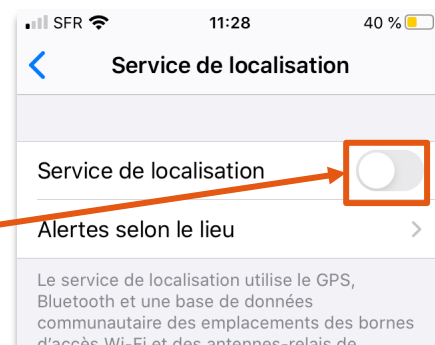 SFR 11:28 40 %
Service de localisation
Service de localisation
Alertes selon le lieu
Le service de localisation utilise le GPS,
Bluetooth et une base de données
communautaire des emplacements des bornes
d'accès Wi-Fi et des antennes-relais de